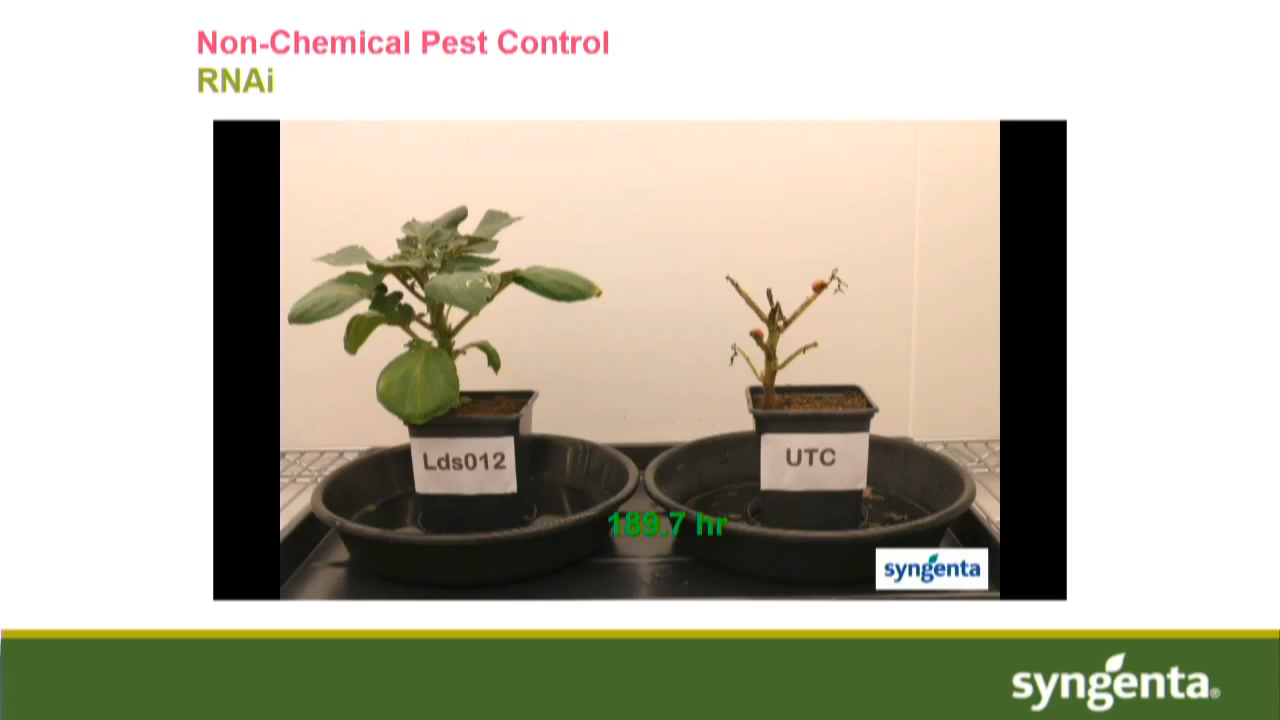 Non-Chemical Pest Control
RNAi
Lds012
UTC
189.7 hr
syngenta
syngenta®